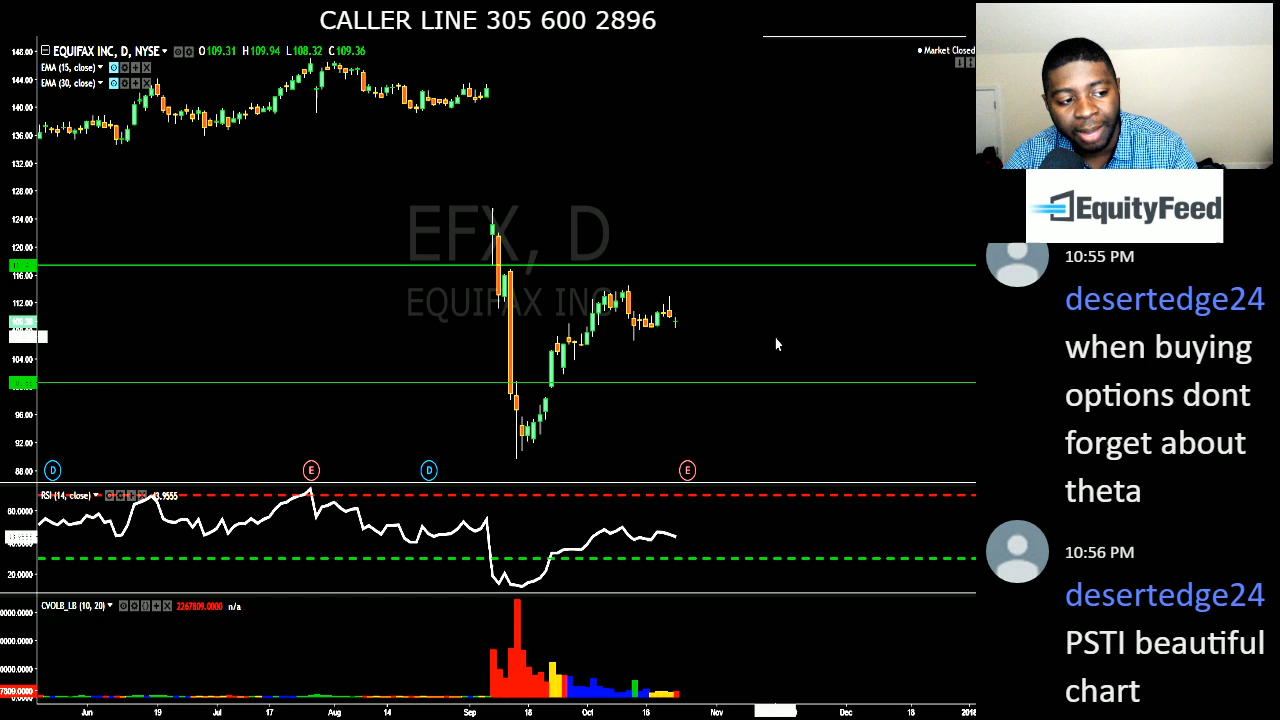 CALLER LINE 305 600 2896
EQUIFAX INC, D, NYSE O109.31 H109.94 L108.32 C109.36
Market Closed
EMA (15, close)
EMA (30, close)
148.00
144.00
140.00
136.00
132.00
128.00
124.00
120.00
116.00
112.00
104.00
96.00
92.00
88.00
EFX, D
EQUIFAX INC
D
E
D
E
RSI (14, close)
60.0000
20.0000
CVOLB_LB (10, 20) 2267809.0000 n/a
Jun 19 Jul 17 Aug 14 Sep 18 Oct 16 Nov Dec 18 2018
EquityFeed
10:55 PM
desertedge24
when buying
options dont
forget about
theta
10:56 PM
desertedge24
PSTI beautiful
chart